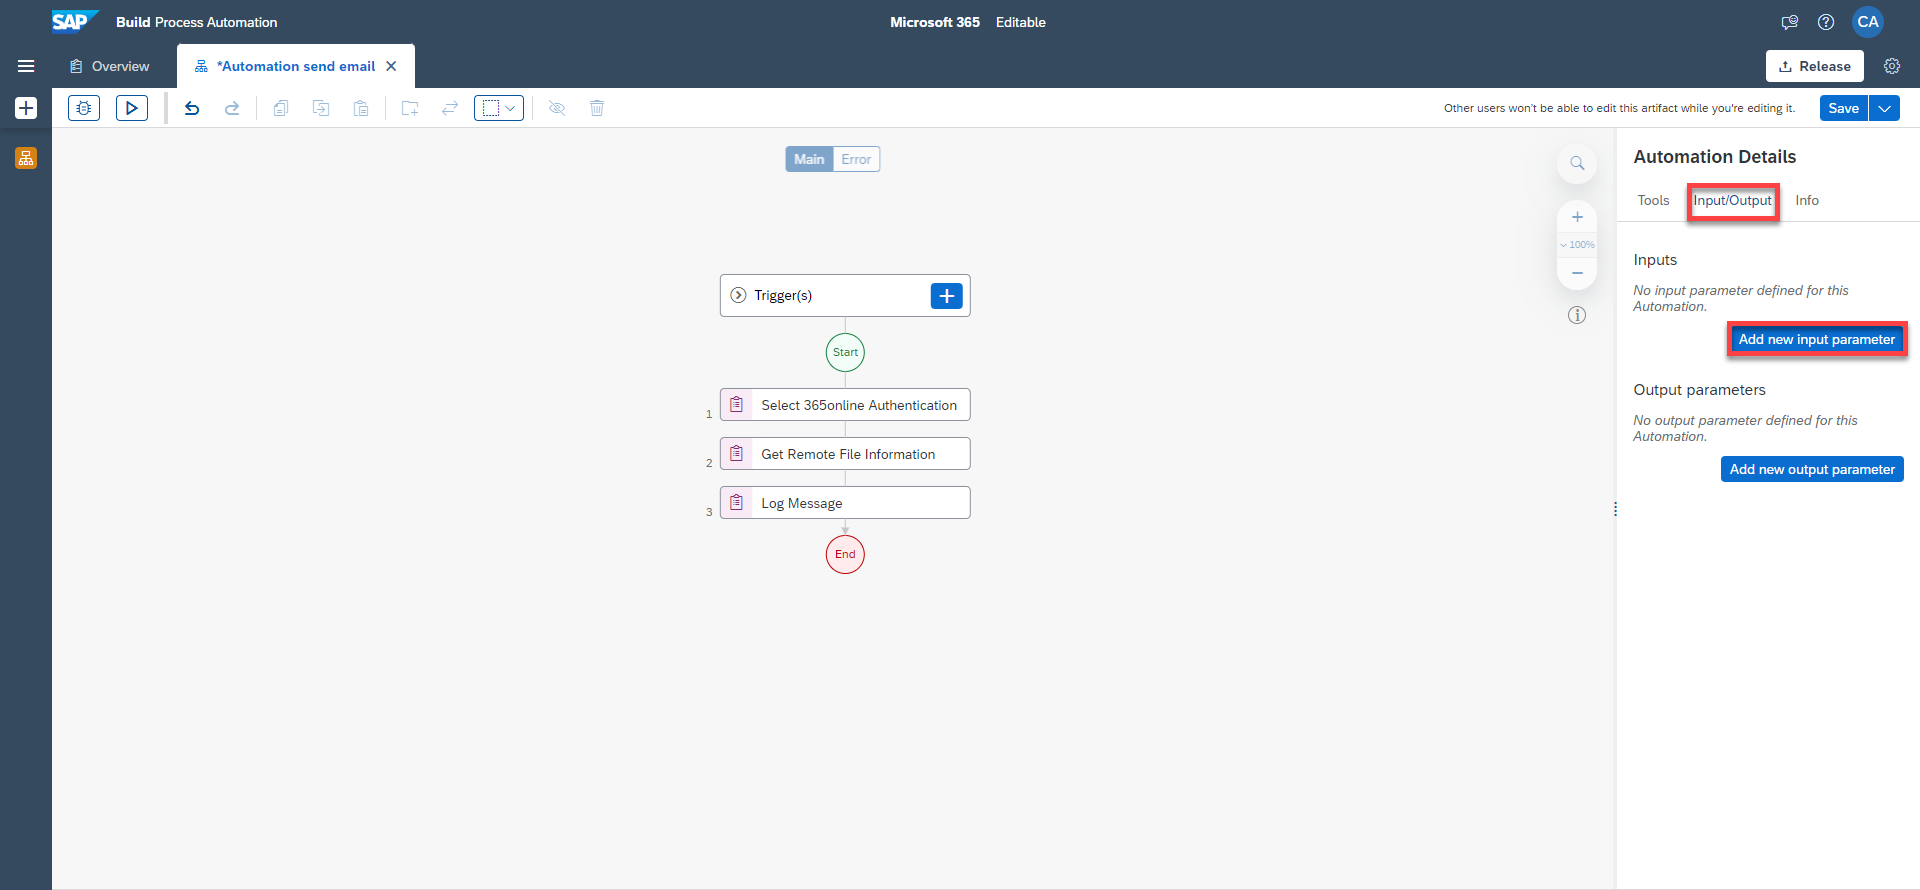 SAP Build Process Automation
Microsoft 365 Editable
CA
Overview
*Automation send email
Release
Other users won't be able to edit this artifact while you're editing it.
Save
Main Error
100%
Trigger(s)
Start
1 Select 365online Authentication
2 Get Remote File Information
3 Log Message
End
Automation Details
Tools Input/Output Info
Inputs
No input parameter defined for this
Automation.
Add new input parameter
Output parameters
No output parameter defined for this
Automation.
Add new output parameter